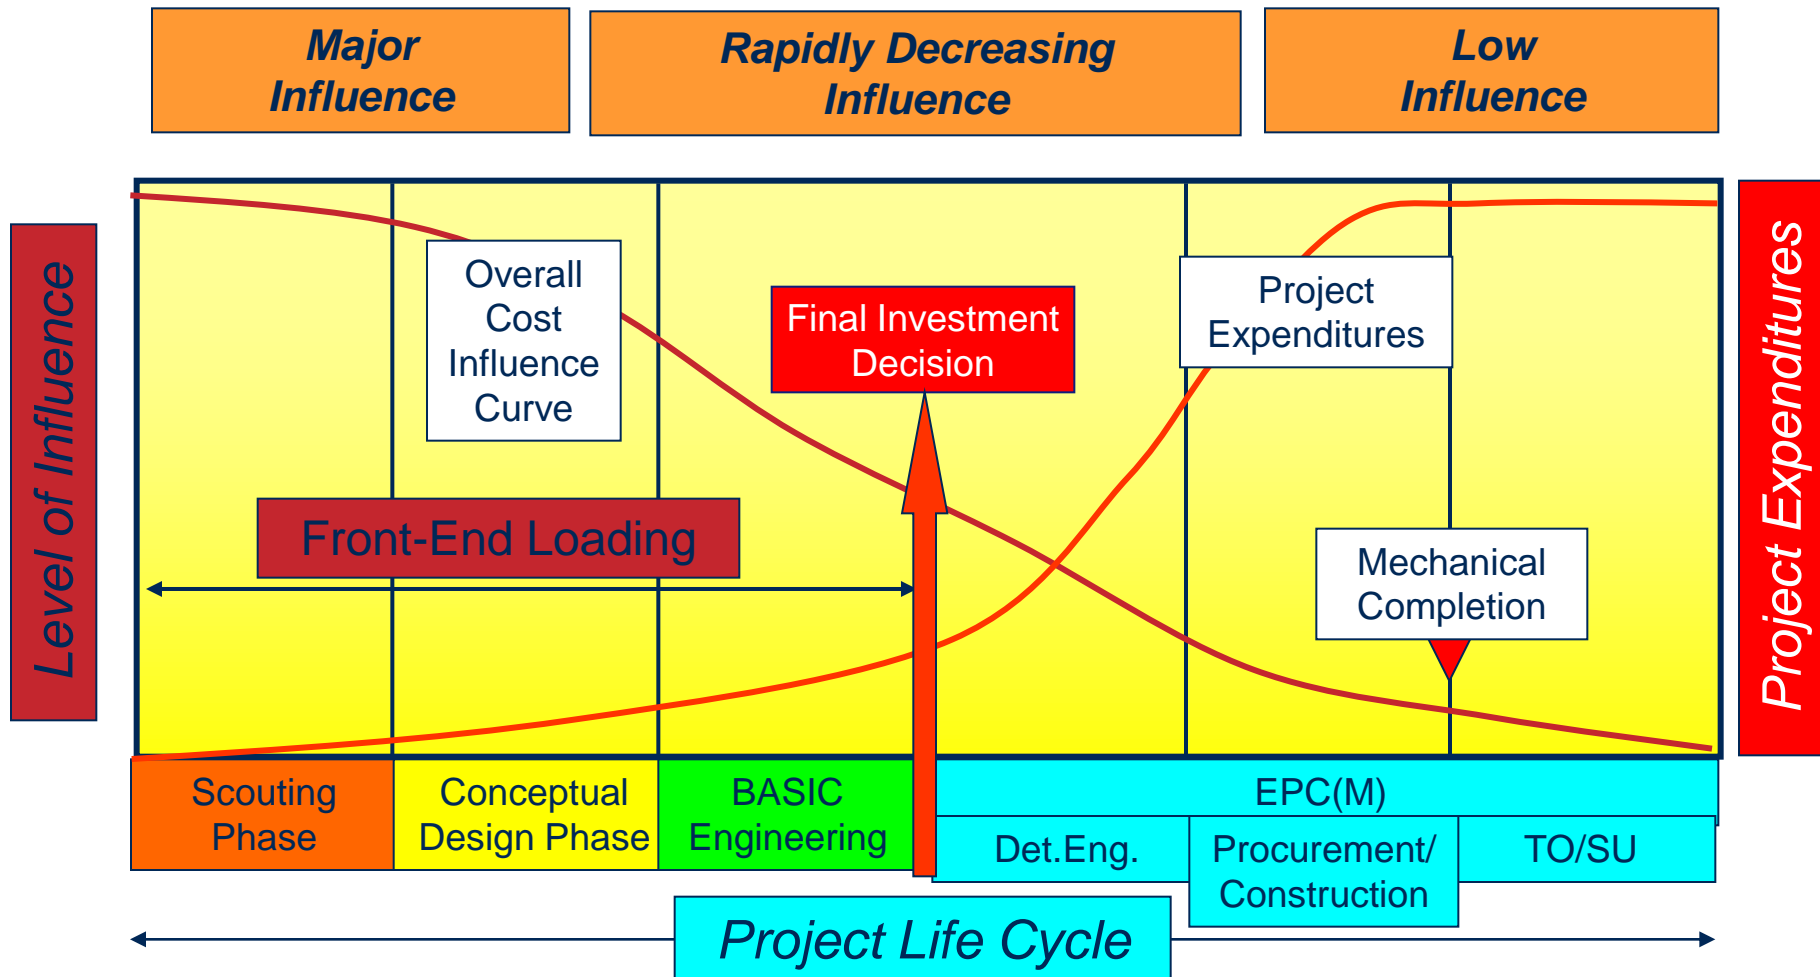 Major
Influence
Rapidly Decreasing
Influence
Low
Influence
Level of Influence
Project Expenditures
Overall
Cost
Influence
Curve
Final Investment
Decision
Project
Expenditures
Front-End Loading
Mechanical
Completion
Scouting
Phase
Conceptual
Design Phase
BASIC
Engineering
EPC(M)
Det.Eng.
Procurement/
Construction
TO/SU
Project Life Cycle